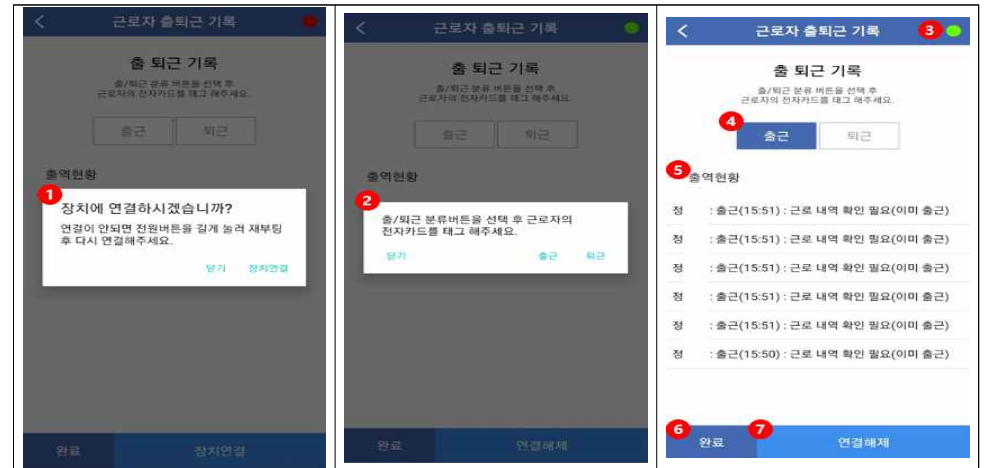 근로자 출퇴근 기록
출 퇴근 기록
출/퇴근 분류 버튼을 선택 후
근로자의 전자카드를 태그 해주세요.
출근 퇴근
출역현황
1
장치에 연결하시겠습니까?
연결이 안되면 전원버튼을 길게 눌러 재부팅
후 다시 연결해주세요.
닫기 장치연결
완료 장치연결
근로자 출퇴근 기록
출 퇴근 기록
출/퇴근 분류 버튼을 선택 후
근로자의 전자카드를 태그 해주세요.
출근 퇴근
출역현황
2
출/퇴근 분류버튼을 선택 후 근로자의
전자카드를 태그 해주세요.
닫기 출근 퇴근
완료 연결해제
근로자 출퇴근 기록 3
출 퇴근 기록
출/퇴근 분류 버튼을 선택 후
근로자의 전자카드를 태그 해주세요.
4
출근 퇴근
5
출역현황
정 : 출근(15:51) : 근로 내역 확인 필요(이미 출근)
정 : 출근(15:51) : 근로 내역 확인 필요(이미 출근)
정 : 출근(15:51) : 근로 내역 확인 필요(이미 출근)
정 : 출근(15:51) : 근로 내역 확인 필요(이미 출근)
정 : 출근(15:51) : 근로 내역 확인 필요(이미 출근)
정 : 출근(15:50) : 근로 내역 확인 필요(이미 출근)
6 완료 7 연결해제